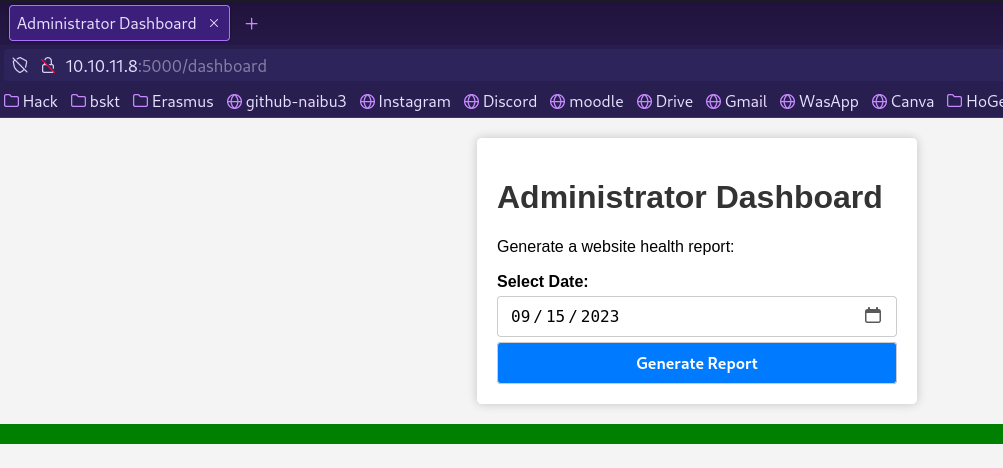 Administrator Dashboard
10.10.11.8:5000/dashboard
Hack bskt Erasmus github-naibu3 Instagram Discord moodle Drive Gmail WasApp Canva HoGe
Administrator Dashboard
Generate a website health report:
Select Date:
09/15/2023
Generate Report